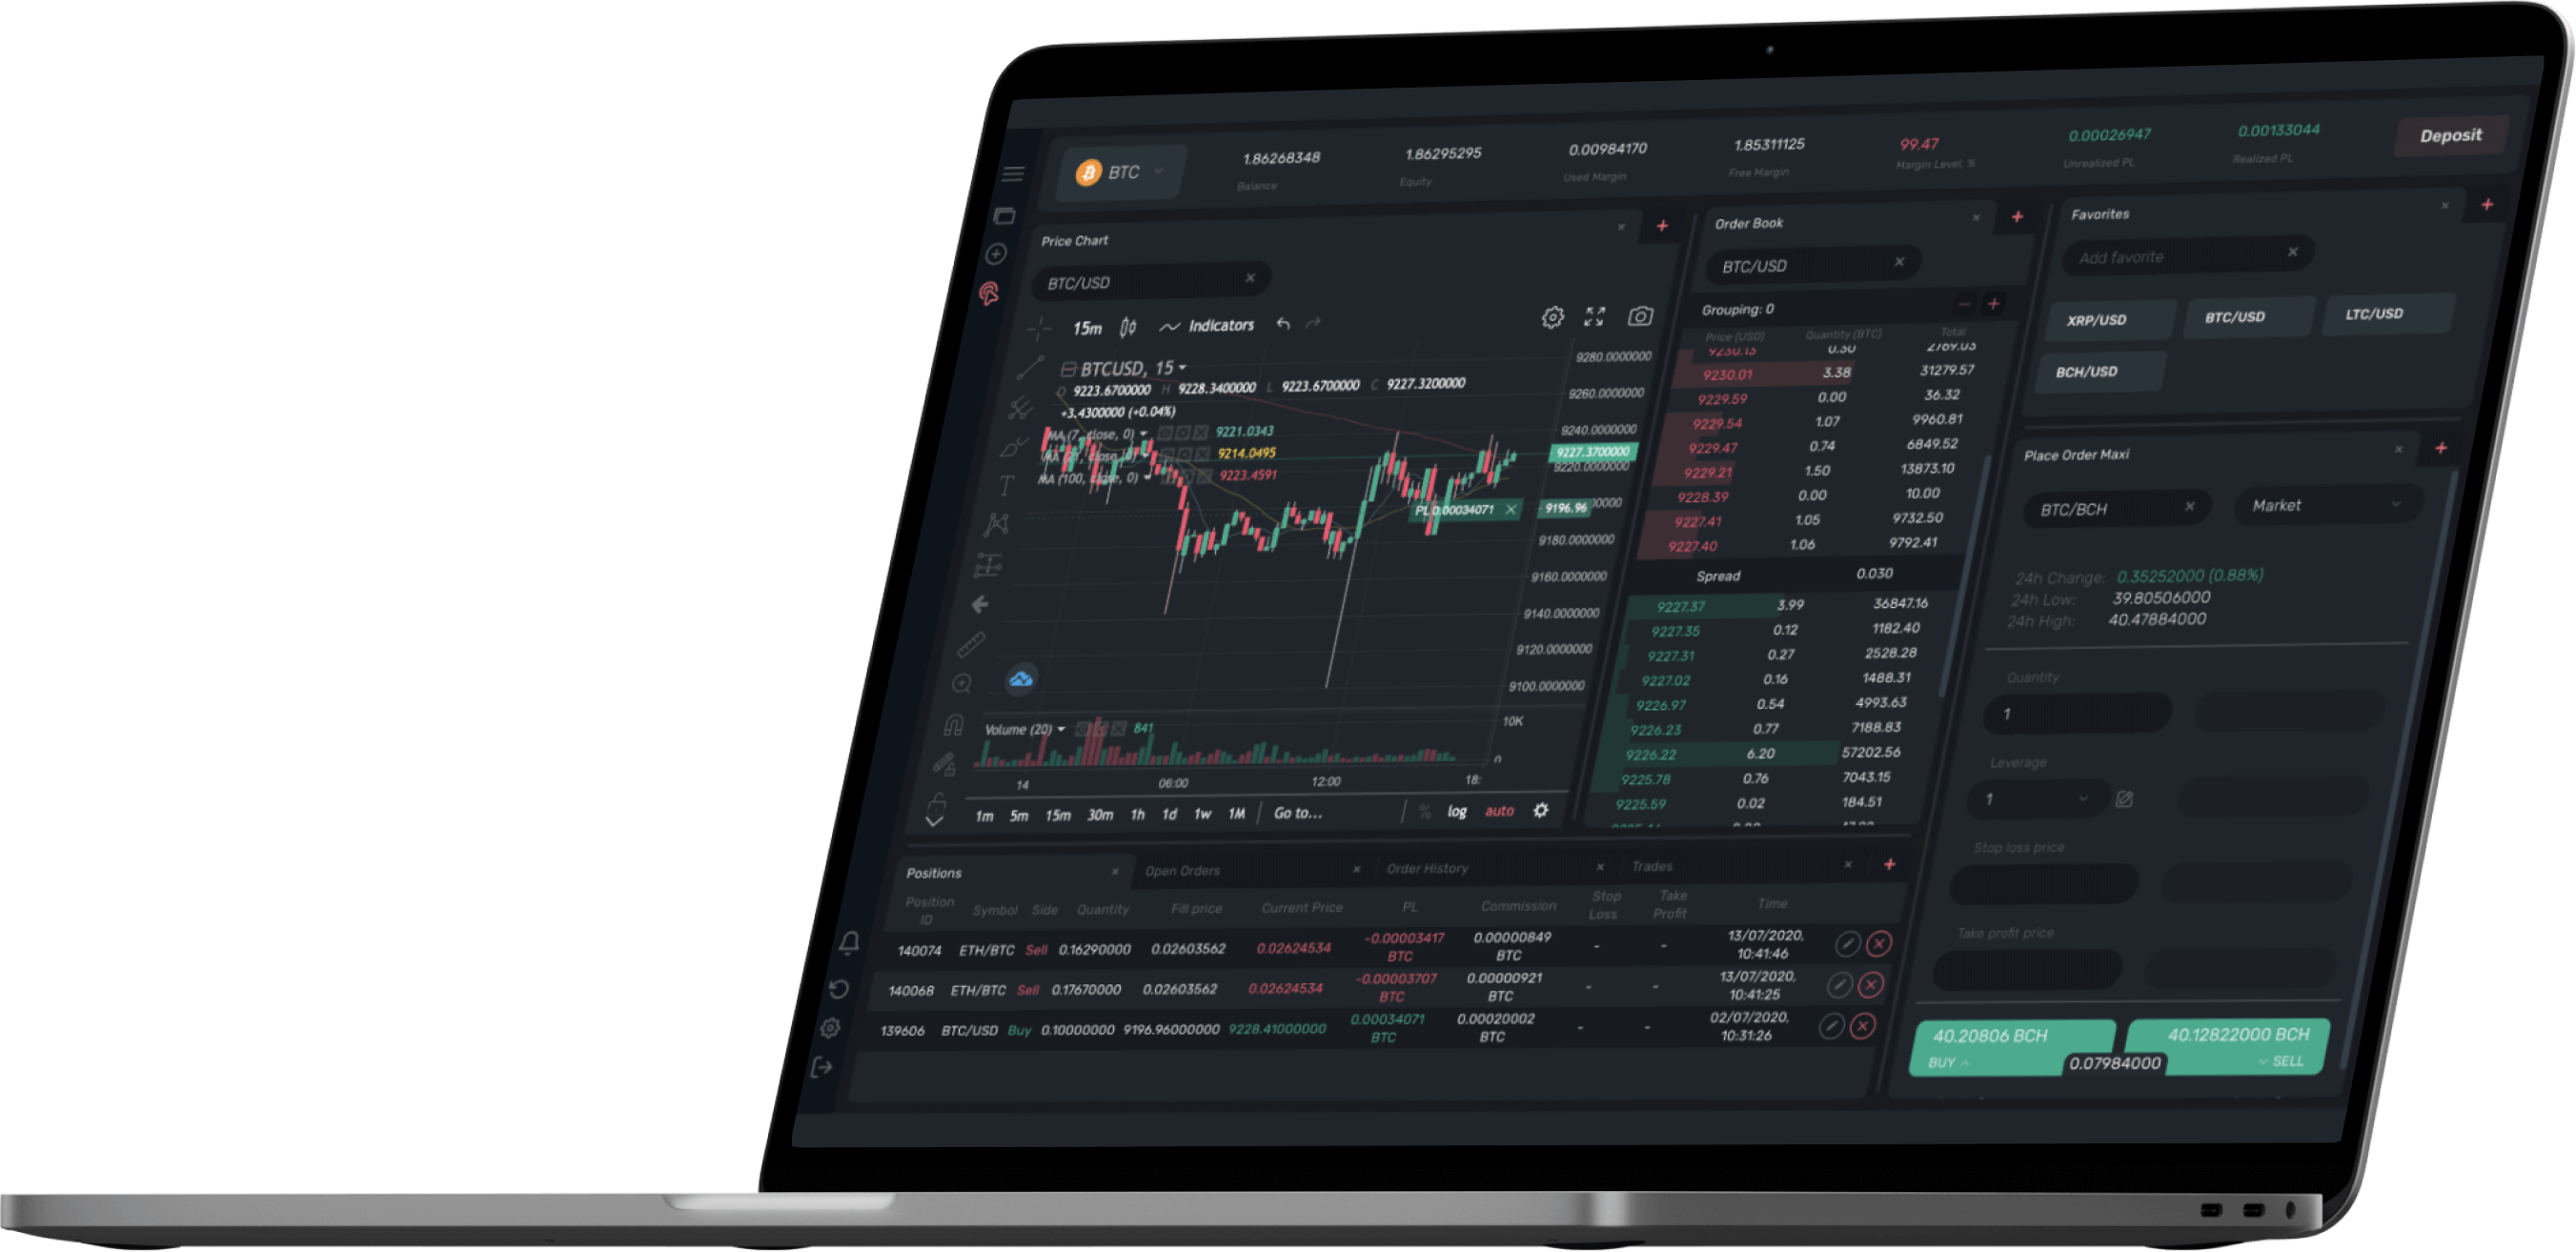 BTC
1.86268348
Balance
1.86295295
Equity
0.00984170
Used Margin
1.85311125
Free Margin
99.47
Margin Level, %
0.00026947
Unrealized PL
0.00133044
Realized PL
Deposit
Price Chart
BTC/USD
15m Indicators
BTCUSD, 15
O 9223.6700000 H 9228.3400000 L 9223.6700000 C 9227.3200000
+3.4300000 (+0.04%)
MA (7, close, 0) 9221.0343
MA (21, close, 0) 9214.0495
MA (100, close, 0) 9223.4591
9280.0000000
9260.0000000
9240.0000000
9227.3700000
9220.0000000
PL 0.00034071
9196.96
9180.0000000
9160.0000000
9140.0000000
9120.0000000
9100.0000000
Volume (20) 841
10K
0
14 06:00 12:00 18:
1m 5m 15m 30m 1h 1d 1w 1M Go to... % log auto
Order Book
BTC/USD
Grouping: 0
Price (USD) Quantity (BTC) Total
9230.13 0.30 2769.03
9230.01 3.38 31279.57
9229.59 0.00 36.32
9229.54 1.07 9960.81
9229.47 0.74 6849.52
9229.21 1.50 13873.10
9228.39 0.00 10.00
9227.41 1.05 9732.50
9227.40 1.06 9792.41
Spread 0.030
9227.37 3.99 36847.16
9227.35 0.12 1182.40
9227.31 0.27 2528.28
9227.02 0.16 1488.31
9226.97 0.54 4993.63
9226.23 0.77 7188.83
9226.22 6.20 57202.56
9225.78 0.76 7043.15
9225.59 0.02 184.51
Favorites
Add favorite
XRP/USD BTC/USD LTC/USD
BCH/USD
Place Order Maxi
BTC/BCH Market
24h Change: 0.35252000 (0.88%)
24h Low: 39.80506000
24h High: 40.47884000
Quantity
1
Leverage
1
Stop loss price
Take profit price
40.20806 BCH 40.12822000 BCH
BUY 0.07984000 SELL
Positions Open Orders Order History Trades
Position ID Symbol Side Quantity Fill price Current Price PL Commission Stop Loss Take Profit Time
140074 ETH/BTC Sell 0.16290000 0.02603562 0.02624534 -0.00003417 BTC 0.00000849 BTC - - 13/07/2020, 10:41:46
140068 ETH/BTC Sell 0.17670000 0.02603562 0.02624534 -0.00003707 BTC 0.00000921 BTC - - 13/07/2020, 10:41:25
139606 BTC/USD Buy 0.10000000 9196.96000000 9228.41000000 0.00034071 BTC 0.00020002 BTC - - 02/07/2020, 10:31:26